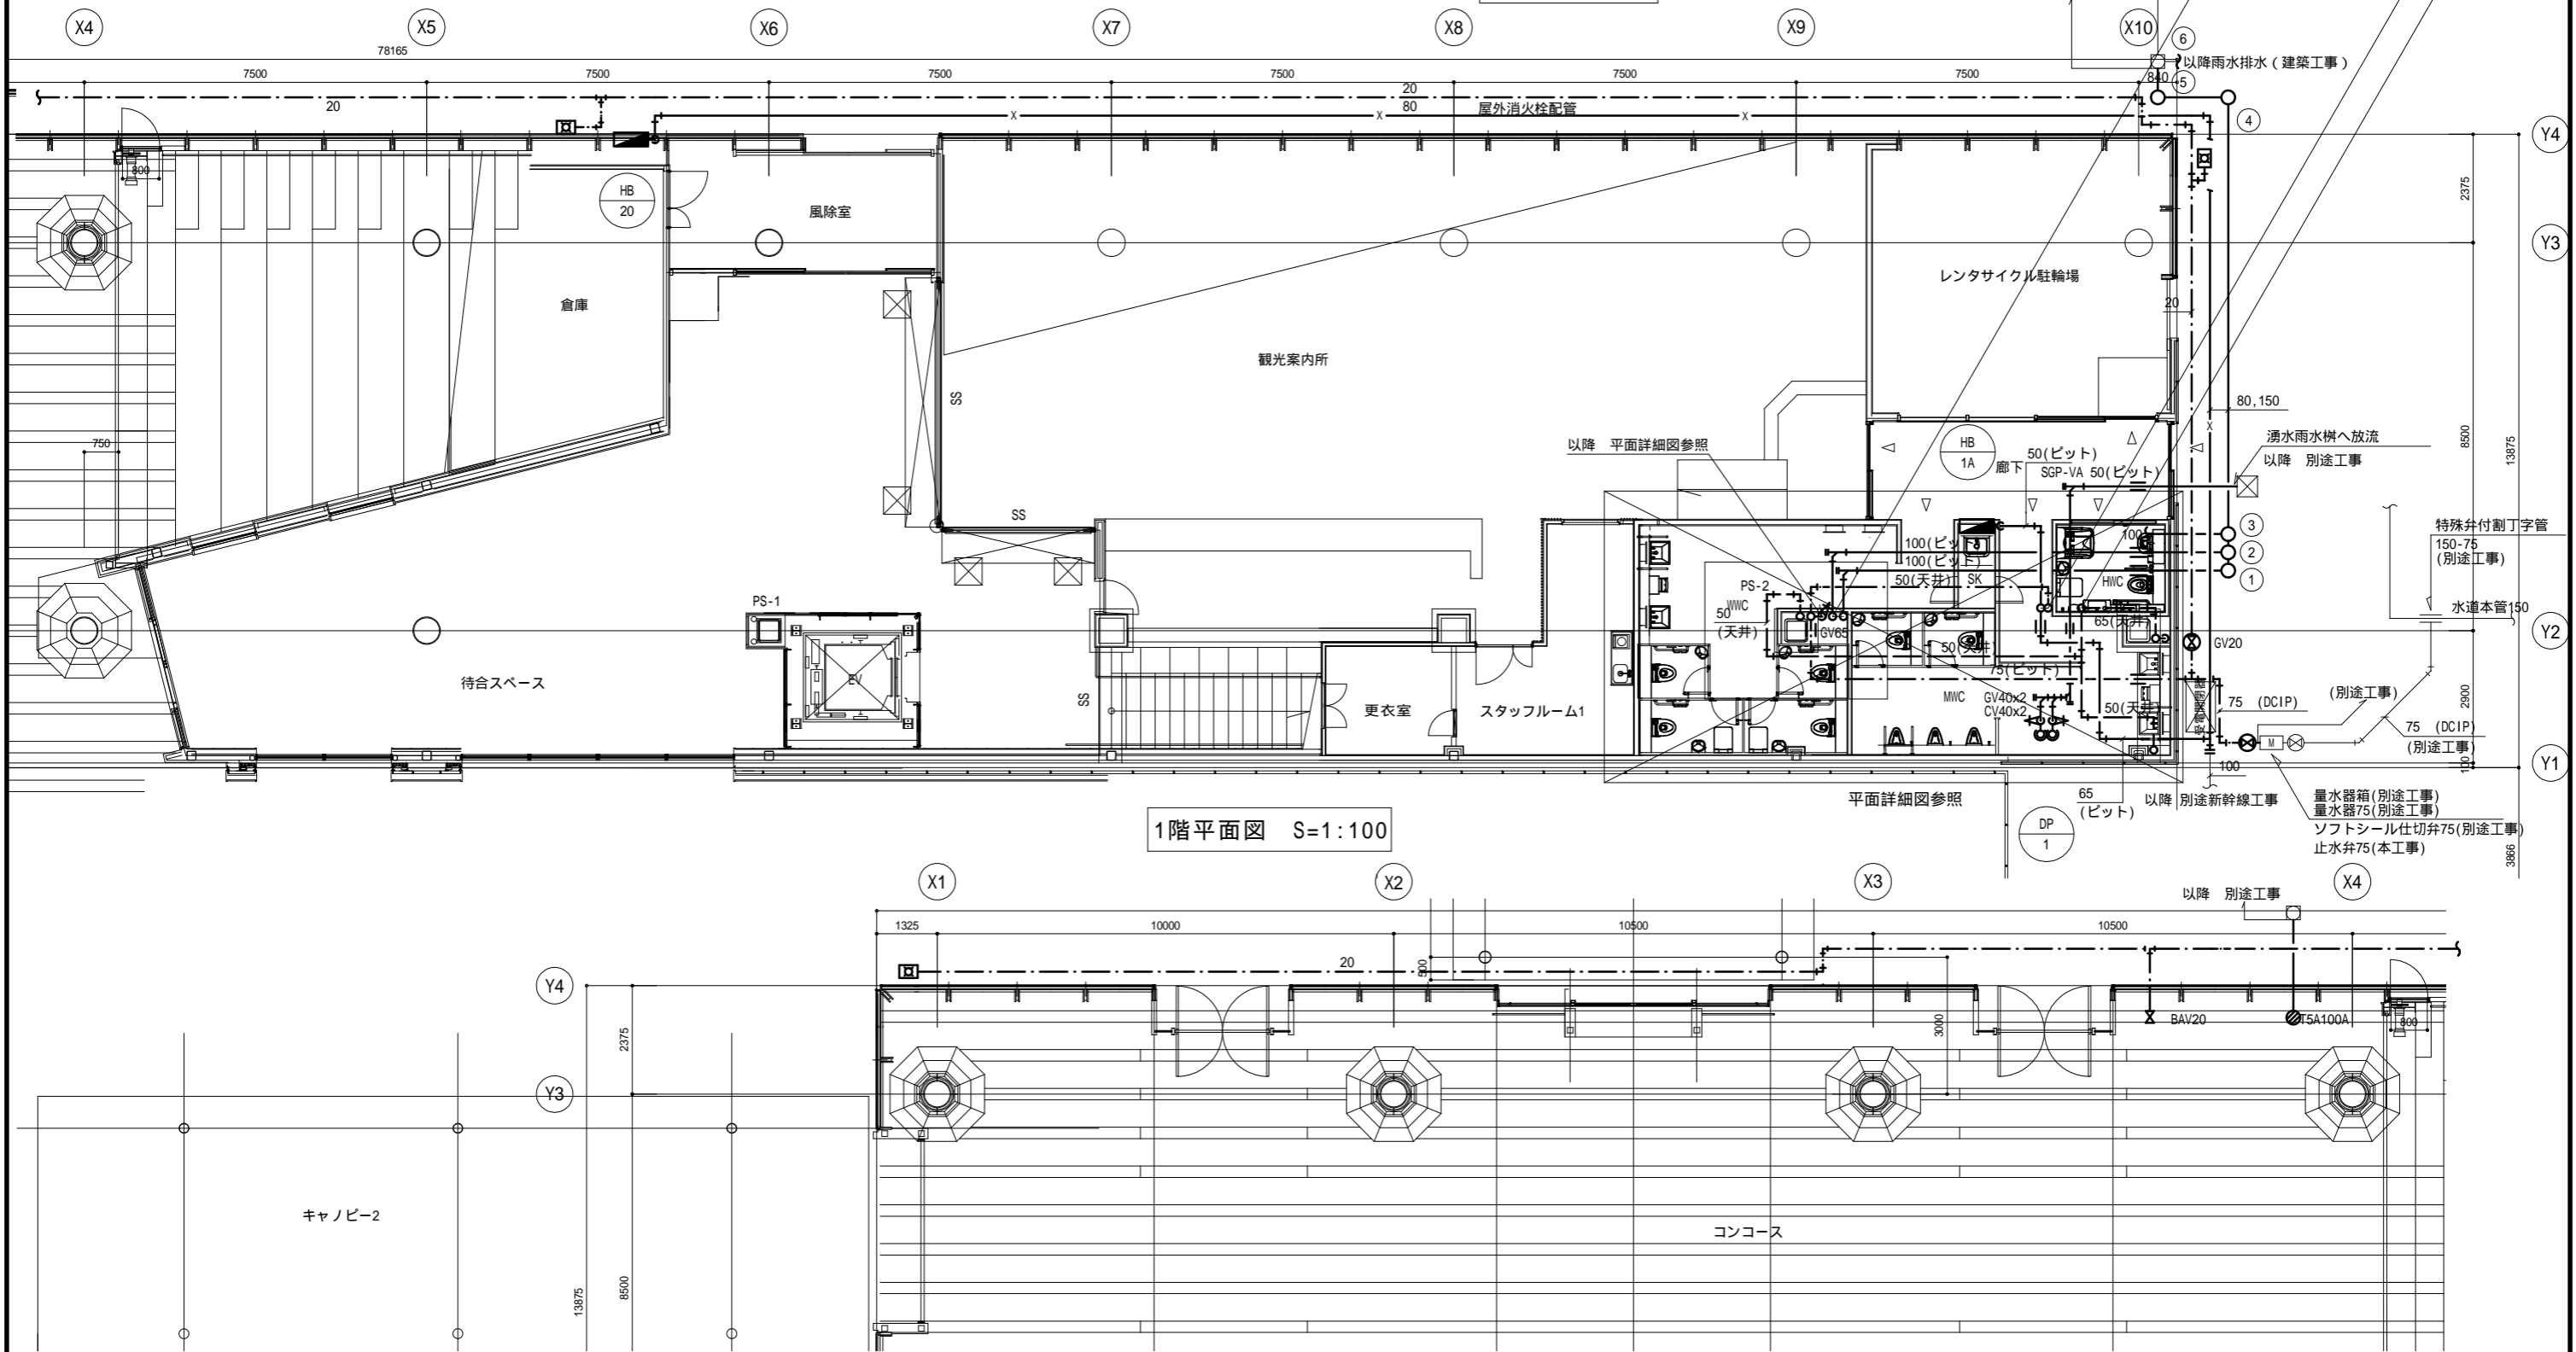 X4
X5
X6
X7
X8
X9
X10
6
以降雨水排水(建築工事)
78165
7500
7500
7500
7500
7500
7500
840
5
20
20
80
屋外消火栓配管
X
X
X
4
Y4
800
HB
20
風除室
2375
Y3
倉庫
レンタサイクル駐輪場
20
観光案内所
SS
80,150
750
以降 平面詳細図参照
HB
1A
廊下
50(ピット)
SGP-VA 50(ピット)
X
湧水雨水桝へ放流
以降 別途工事
8500
13875
SS
3
特殊弁付割丁字管
150-75
(別途工事)
100
100(ピット)
100(ピット)
2
50(天井)
SK
HWC
1
PS-1
PS-2
WWC
50
(天井)
GV65
65(天井)
水道本管150
Y2
GV20
50(天井)
75(ピット)
EV
待合スペース
SS
更衣室
スタッフルーム1
MWC
GV40x2
CV40x2
50(天井)
75 (DCIP)
(別途工事)
75 (DCIP)
(別途工事)
M
2900
100
Y1
100
平面詳細図参照
65
(ピット)
以降 別途新幹線工事
量水器箱(別途工事)
量水器75(別途工事)
ソフトシール仕切弁75(別途工事)
止水弁75(本工事)
1階平面図 S=1:100
DP
1
3866
X1
X2
X3
X4
以降 別途工事
1325
10000
10500
10500
20
500
Y4
2375
3000
BAV20
T5A100A
800
Y3
キャノピー2
コンコース
13875
8500